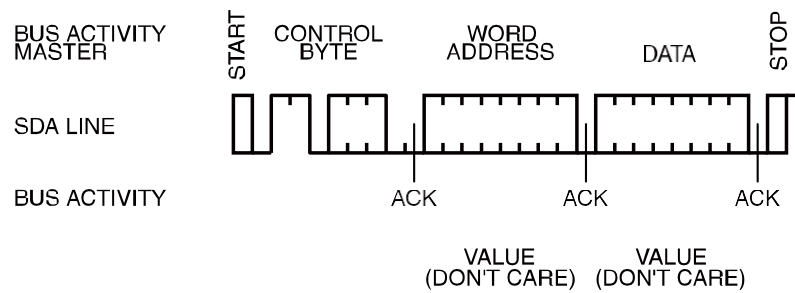 BUS ACTIVITY
MASTER
START
CONTROL
BYTE
WORD
ADDRESS
DATA
STOP
SDA LINE
BUS ACTIVITY
ACK
ACK
ACK
VALUE
(DON'T CARE)
VALUE
(DON'T CARE)